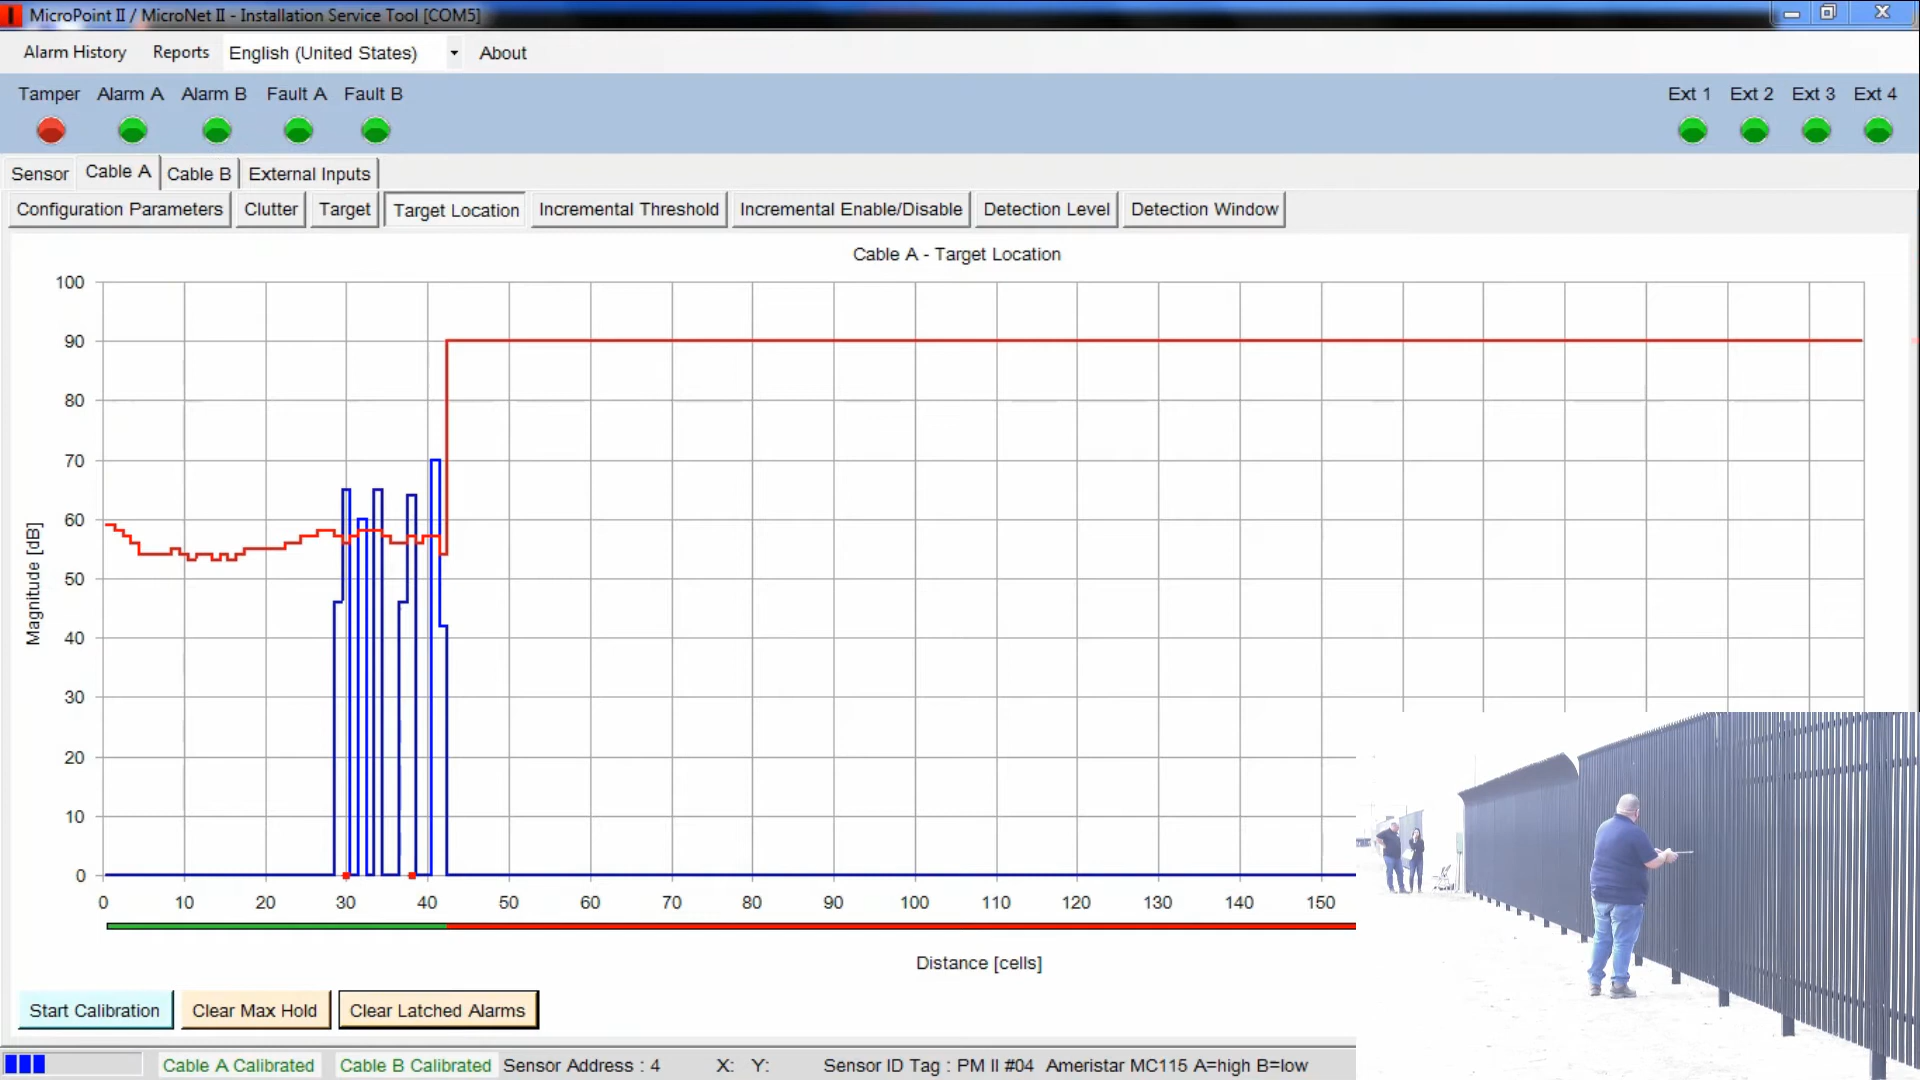 MicroPoint II / MicroNet II - Installation Service Tool [COM5]
Alarm History Reports English (United States) About
Tamper Alarm A Alarm B Fault A Fault B Ext 1 Ext 2 Ext 3 Ext 4
Sensor Cable A Cable B External Inputs
Configuration Parameters Clutter Target Target Location Incremental Threshold Incremental Enable/Disable Detection Level Detection Window
Cable A - Target Location
100
90
80
70
60
50
40
30
20
10
0
Magnitude [dB]
0 10 20 30 40 50 60 70 80 90 100 110 120 130 140 150
Distance [cells]
Start Calibration Clear Max Hold Clear Latched Alarms
Cable A Calibrated Cable B Calibrated Sensor Address : 4 X: Y: Sensor ID Tag : PM II #04 Ameristar MC115 A=high B=low